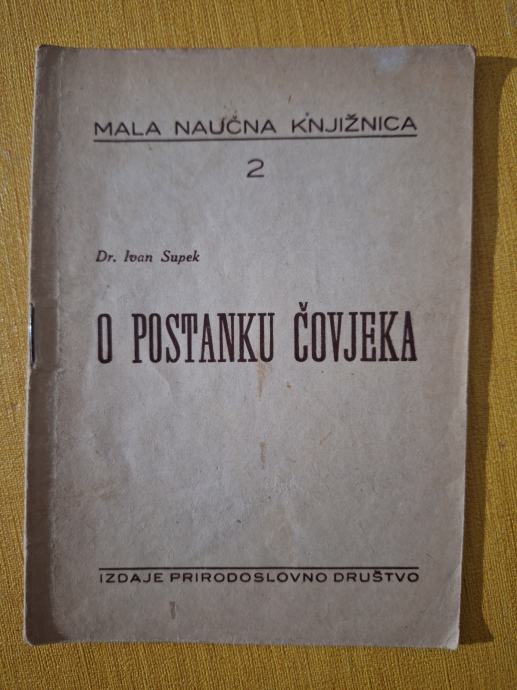 MALA NAUČNA KNJIŽNICA
2
Dr. Ivan Supek
O POSTANKU ČOVJEKA
IZDAJE PRIRODOSLOVNO DRUŠTVO